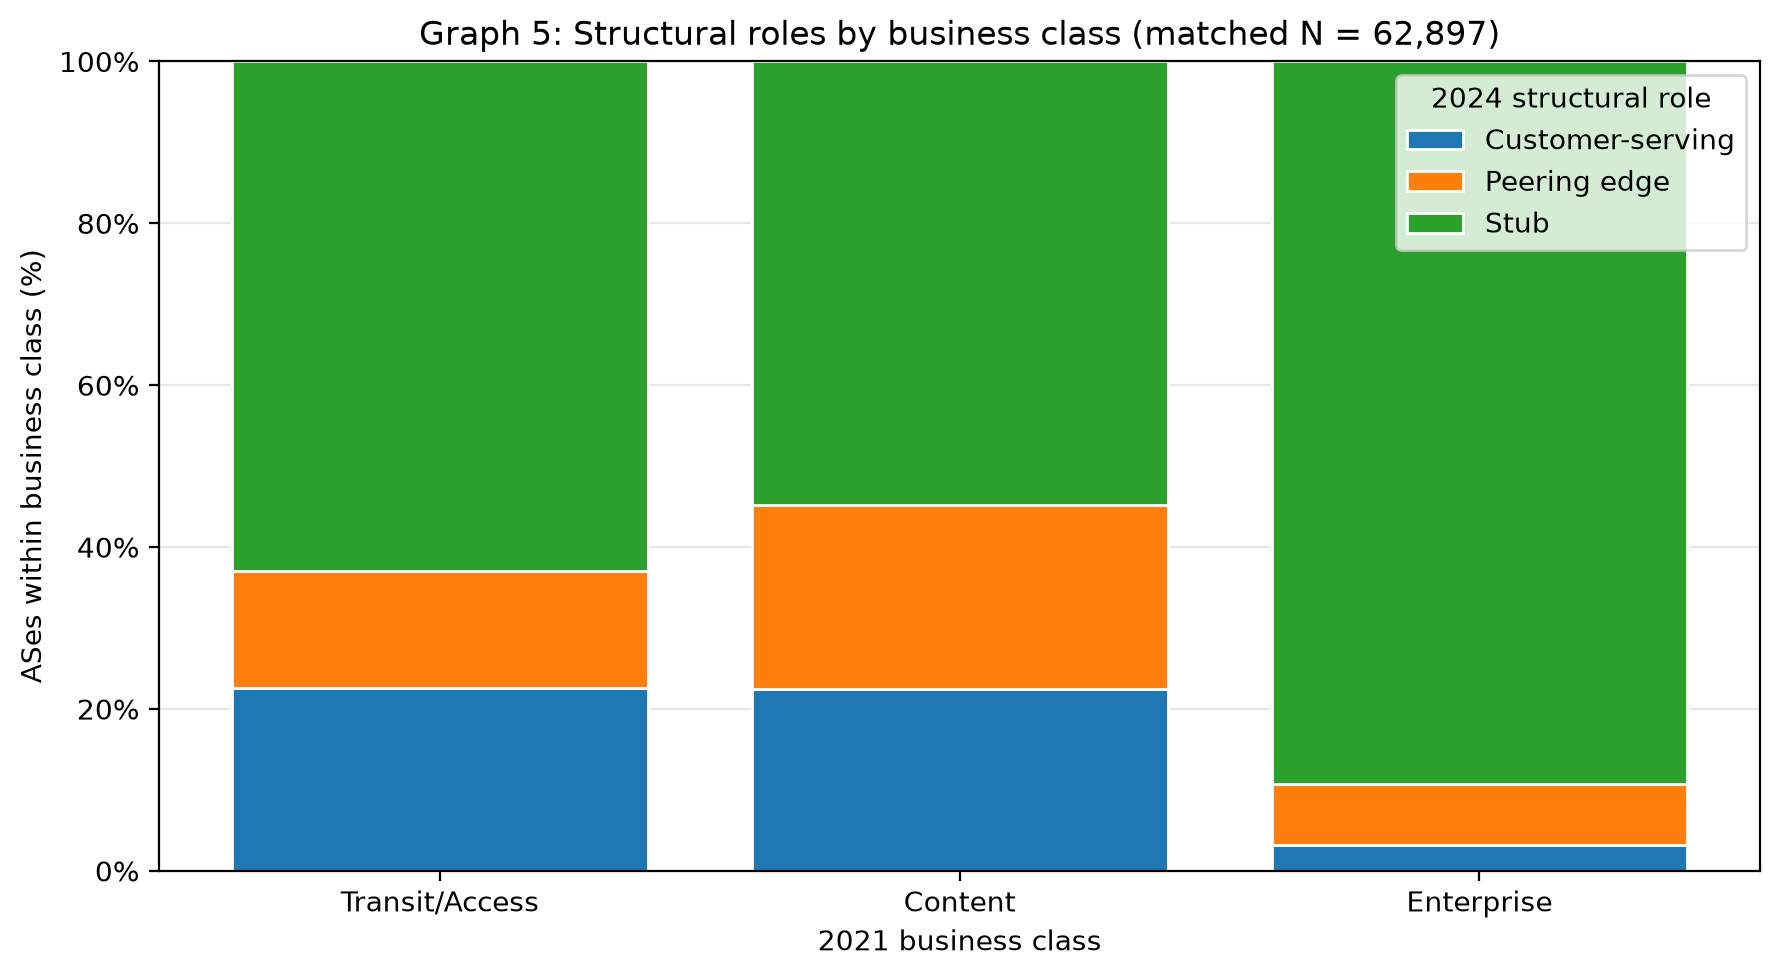 Graph 5: Structural roles by business class (matched N = 62,897)
ASes within business class (%)
100%
80%
60%
40%
20%
0%
2024 structural role
Customer-serving
Peering edge
Stub
Transit/Access
Content
Enterprise
2021 business class